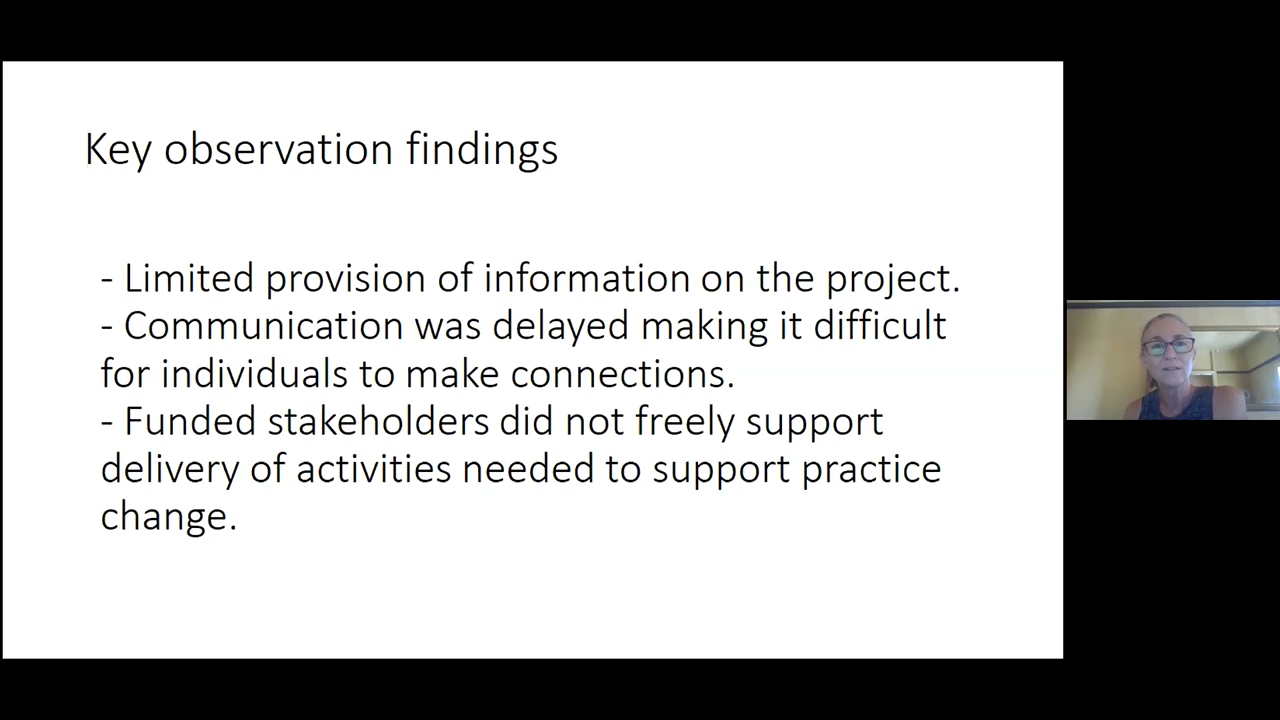 Key observation findings
- Limited provision of information on the project.
- Communication was delayed making it difficult
for individuals to make connections.
- Funded stakeholders did not freely support
delivery of activities needed to support practice
change.